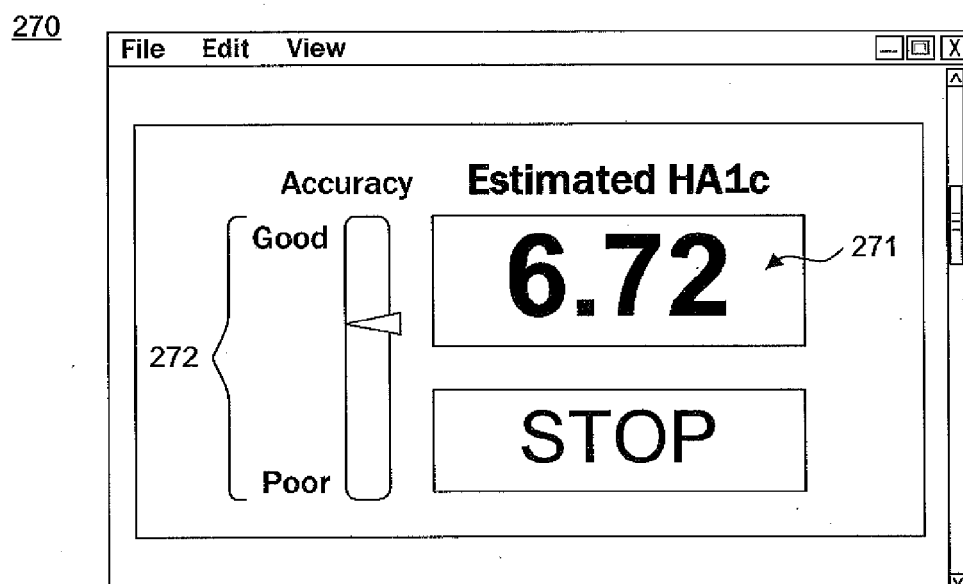 270
File Edit View
Accuracy Estimated HA1c
Good
6.72
271
272
STOP
Poor